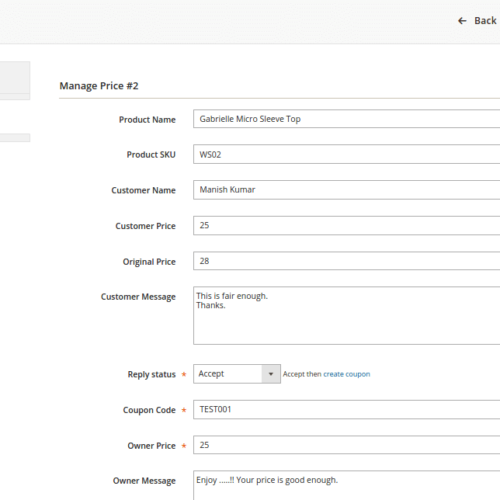 ← Back
Manage Price #2
Product Name Gabrielle Micro Sleeve Top
Product SKU WS02
Customer Name Manish Kumar
Customer Price 25
Original Price 28
Customer Message This is fair enough.
Thanks.
Reply status * Accept Accept then create coupon
Coupon Code * TEST001
Owner Price * 25
Owner Message Enjoy .....!! Your price is good enough.